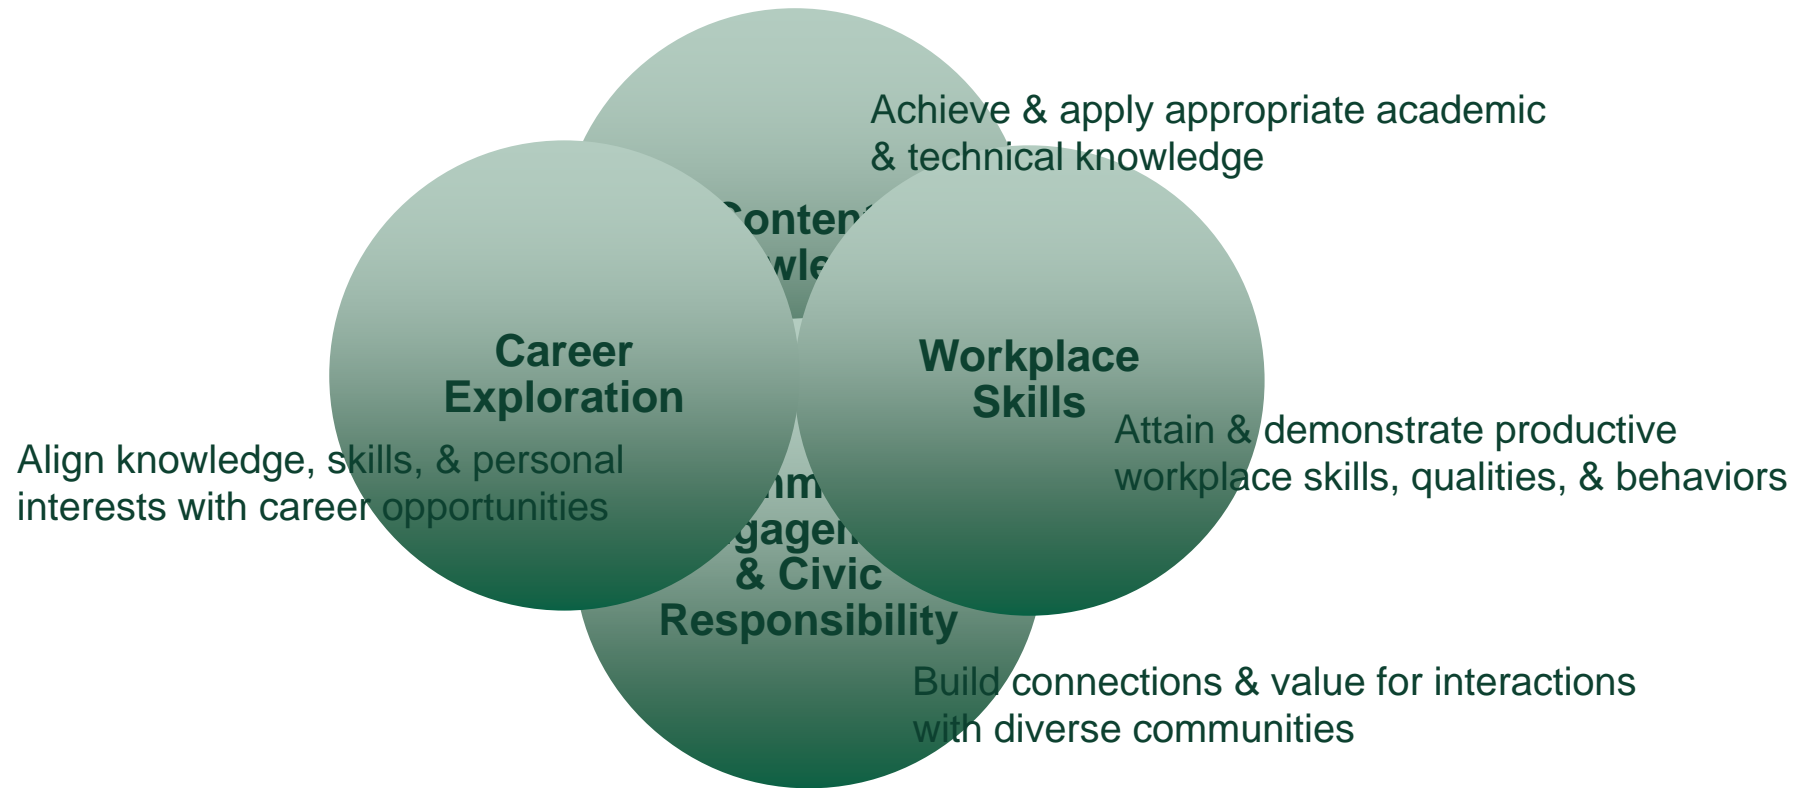 Achieve & apply appropriate academic
& technical knowledge
Content
Career
Exploration
Workplace
Skills
Attain & demonstrate productive
workplace skills, qualities, & behaviors
Align knowledge, skills, & personal
interests with career opportunities
& Civic
Responsibility
Build connections & value for interactions
with diverse communities